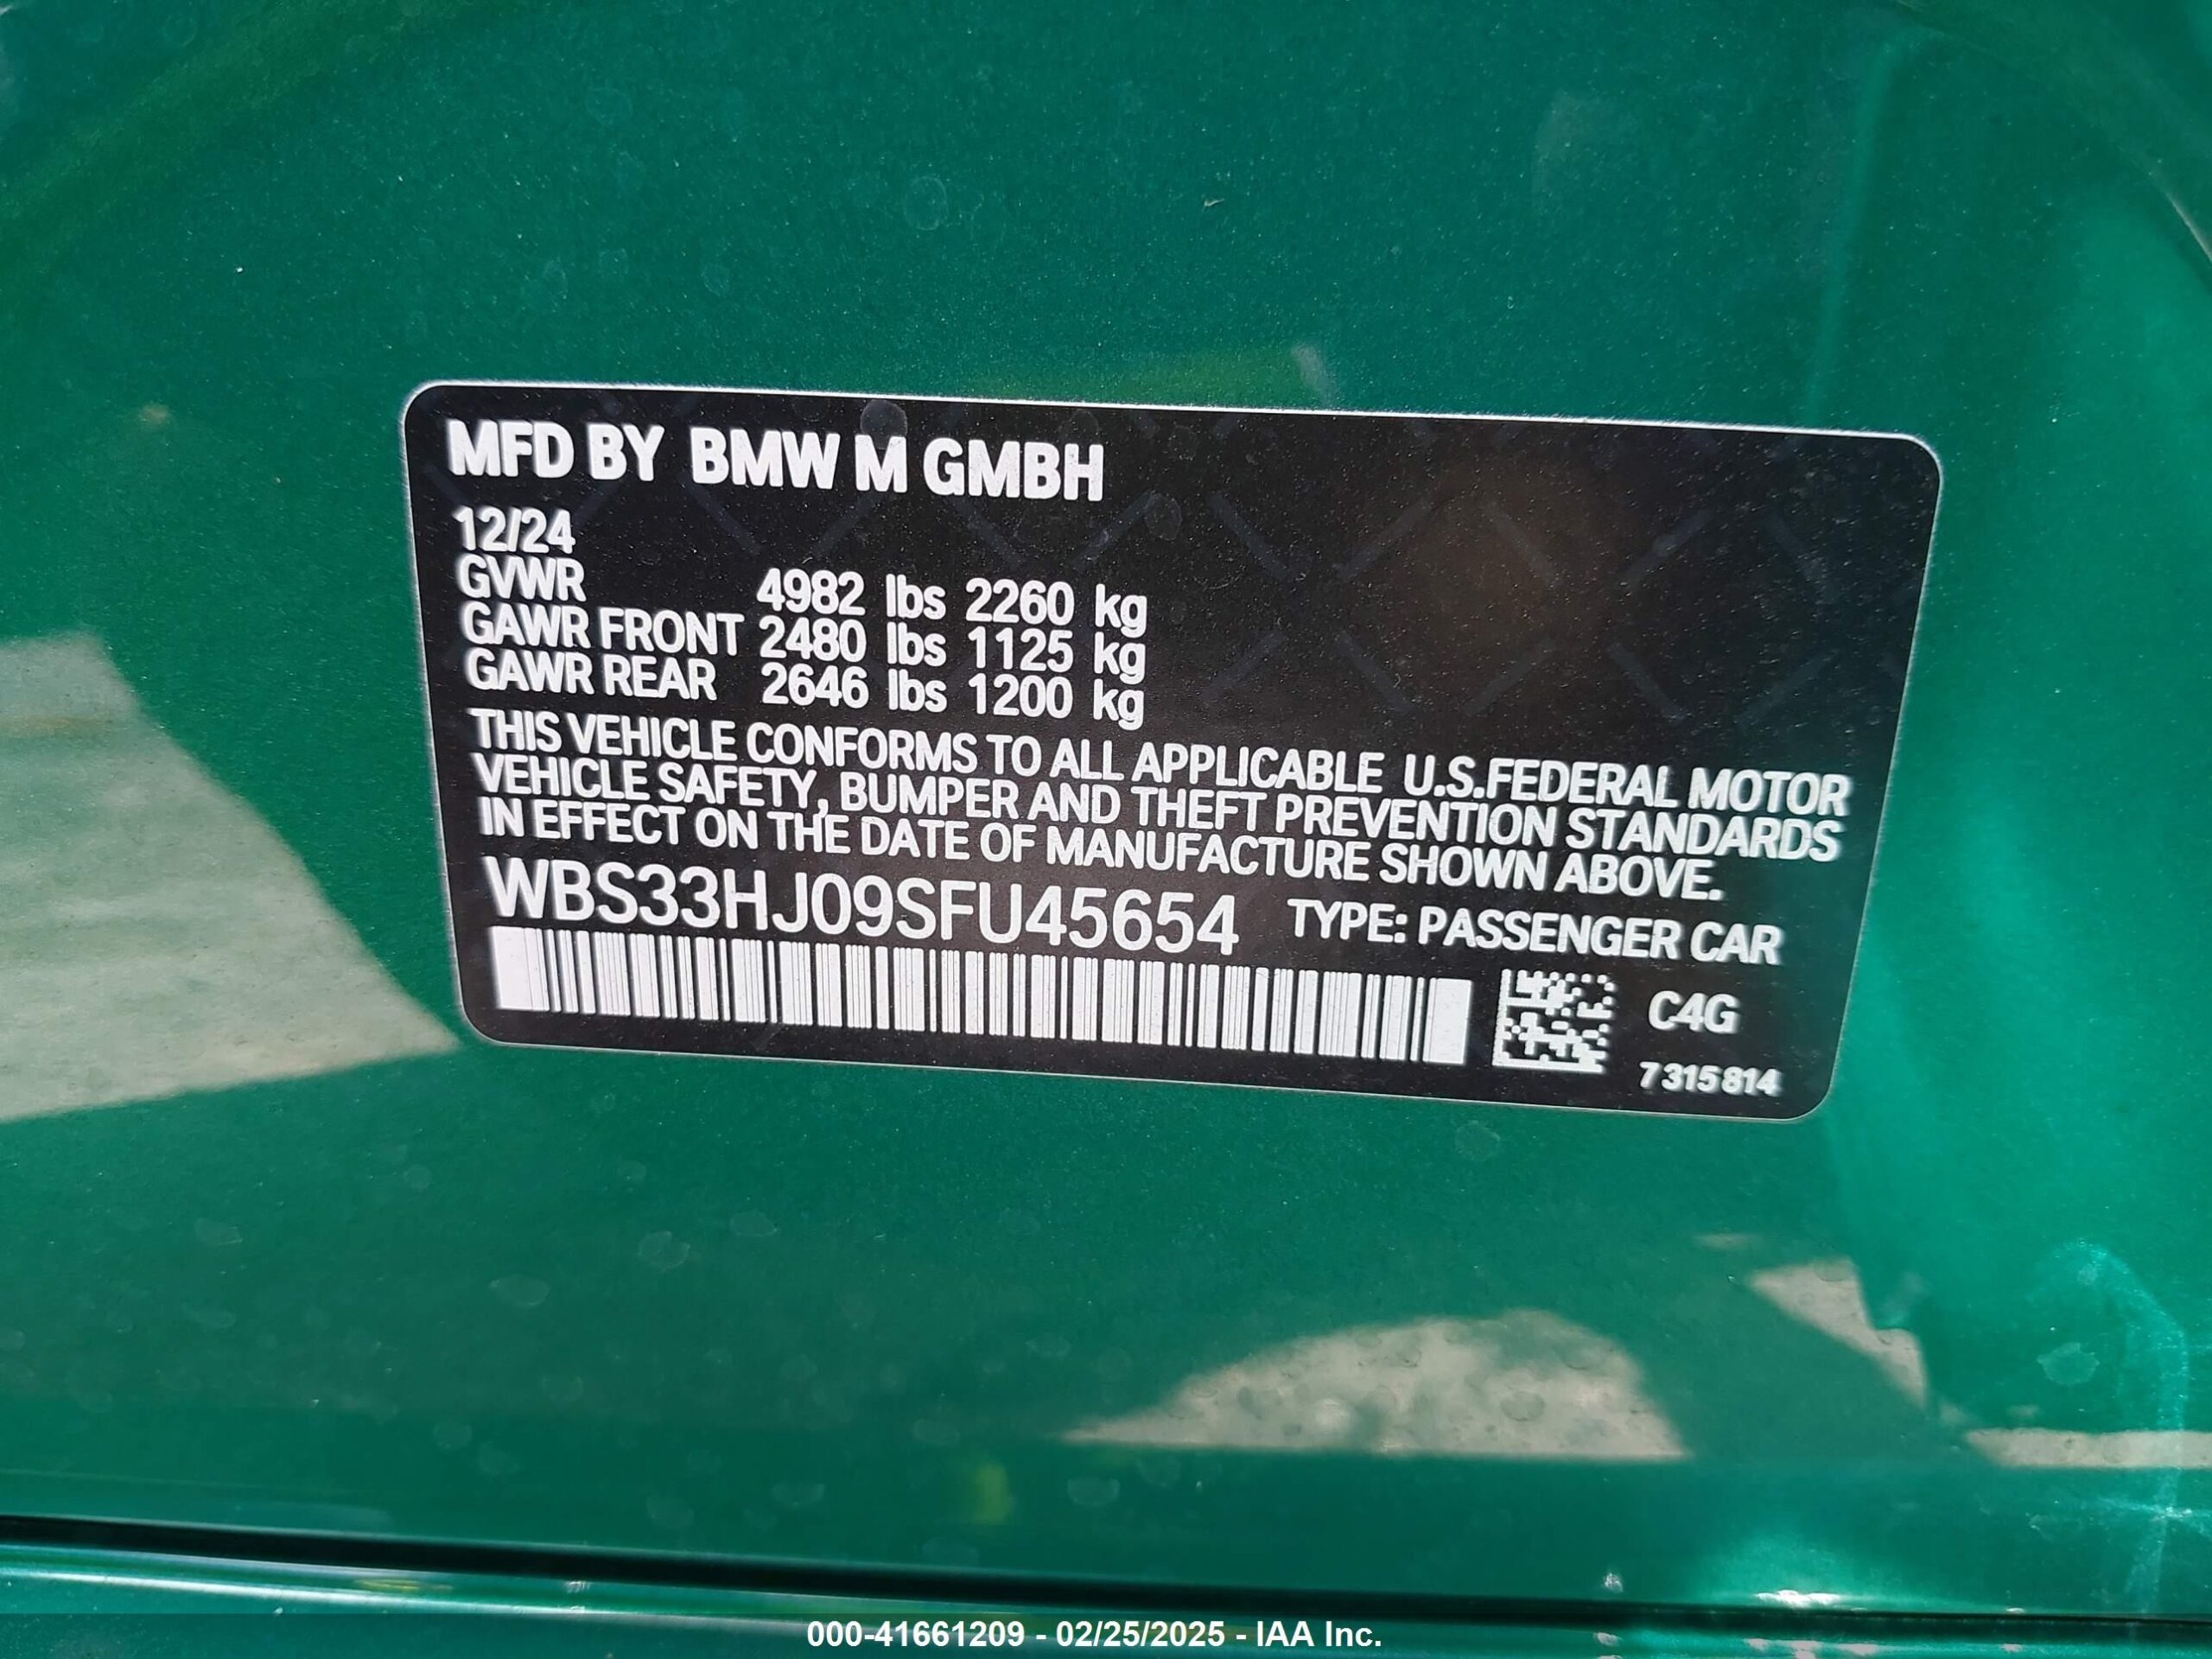 MFD BY BMW M GMBH
12/24
GVWR 4982 lbs 2260 kg
GAWR FRONT 2480 lbs 1125 kg
GAWR REAR 2646 lbs 1200 kg
THIS VEHICLE CONFORMS TO ALL APPLICABLE U.S.FEDERAL MOTOR
VEHICLE SAFETY, BUMPER AND THEFT PREVENTION STANDARDS
IN EFFECT ON THE DATE OF MANUFACTURE SHOWN ABOVE.
WBS33HJ09SFU45654 TYPE: PASSENGER CAR
C4G
7315814
000-41661209 - 02/25/2025 - IAA Inc.